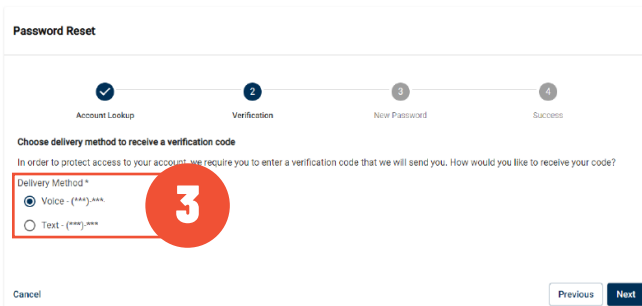 Password Reset
2
3
4
Account Lookup
Verification
New Password
Success
Choose delivery method to receive a verification code
In order to protect access to your account, we require you to enter a verification code that we will send you. How would you like to receive your code?
Delivery Method *
Voice - (***)-***-
Text - (***)-***
3
Cancel
Previous
Next